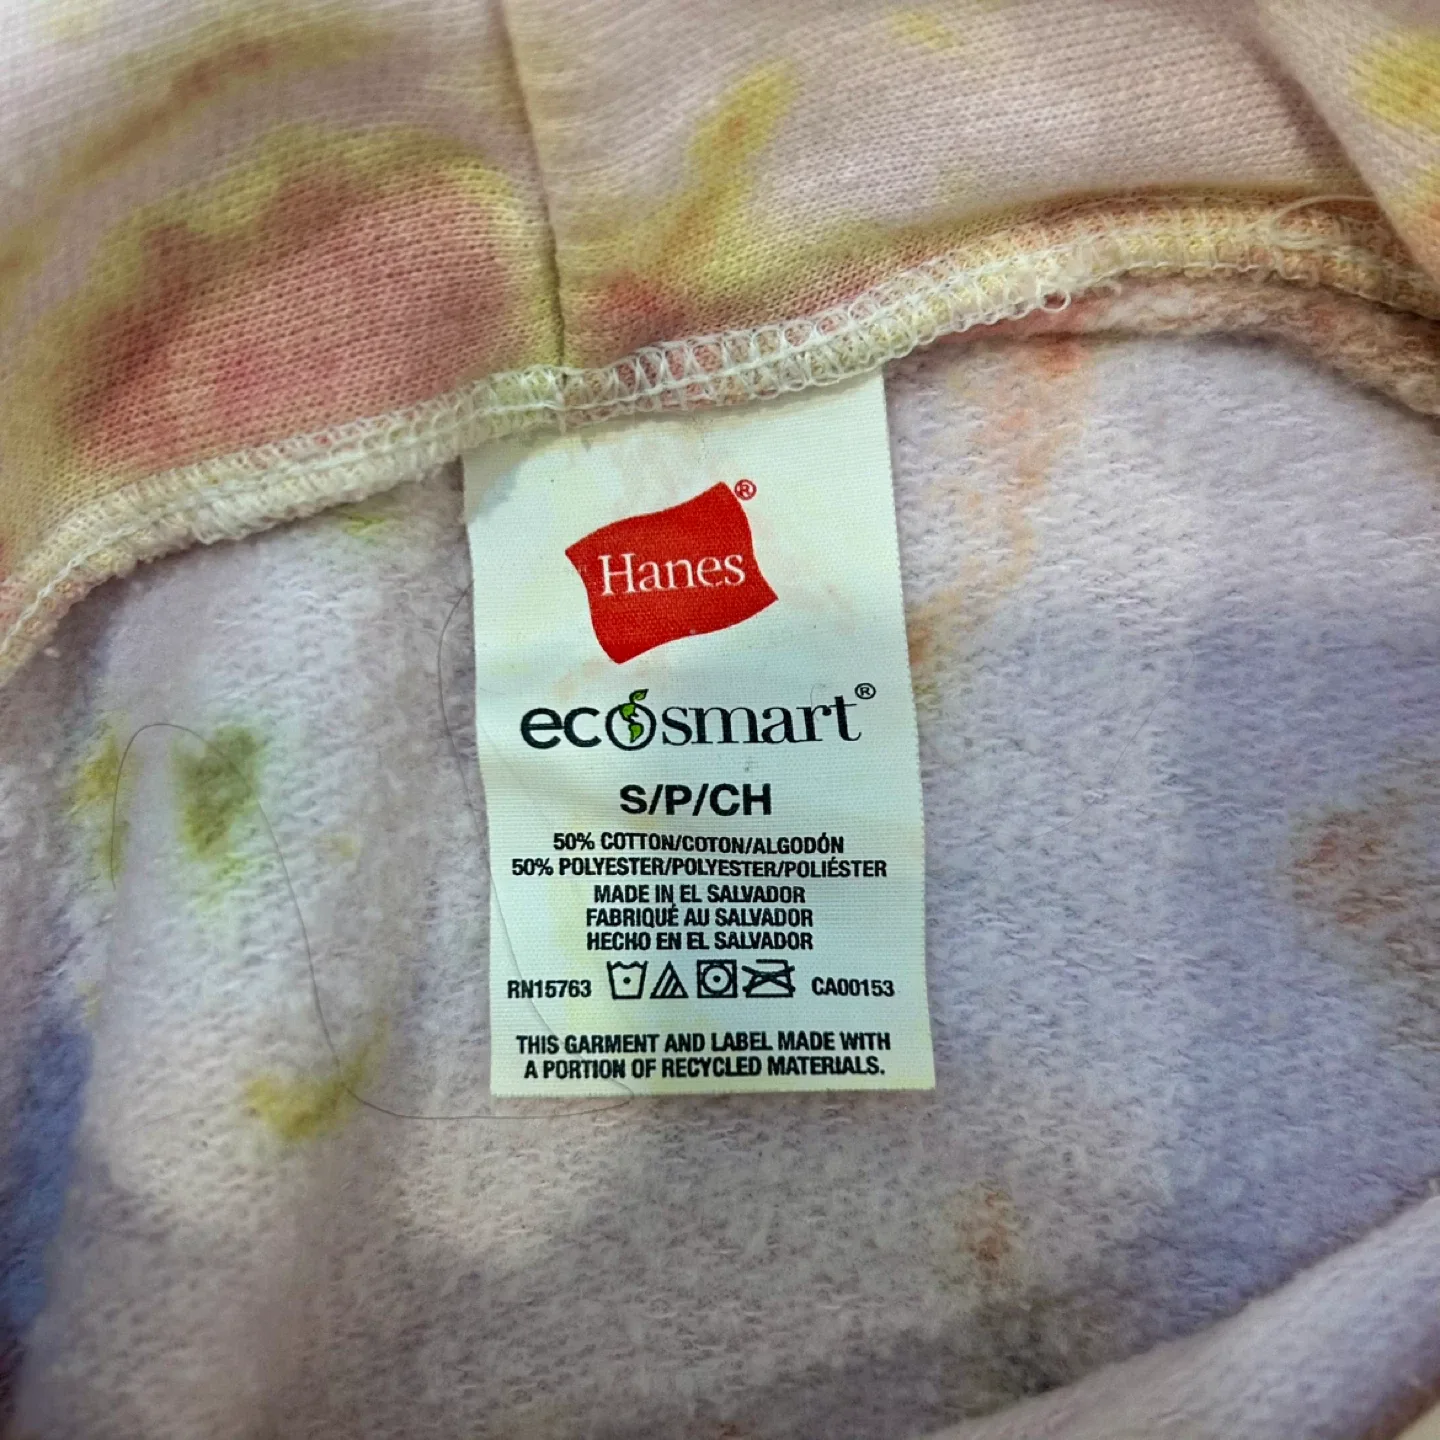 Hanes®
ecosmart®
S/P/CH
50% COTTON/COTON/ALGODÓN
50% POLYESTER/POLYESTER/POLIÉSTER
MADE IN EL SALVADOR
FABRIQUÉ AU SALVADOR
HECHO EN EL SALVADOR
RN15763 CA00153
THIS GARMENT AND LABEL MADE WITH
A PORTION OF RECYCLED MATERIALS.